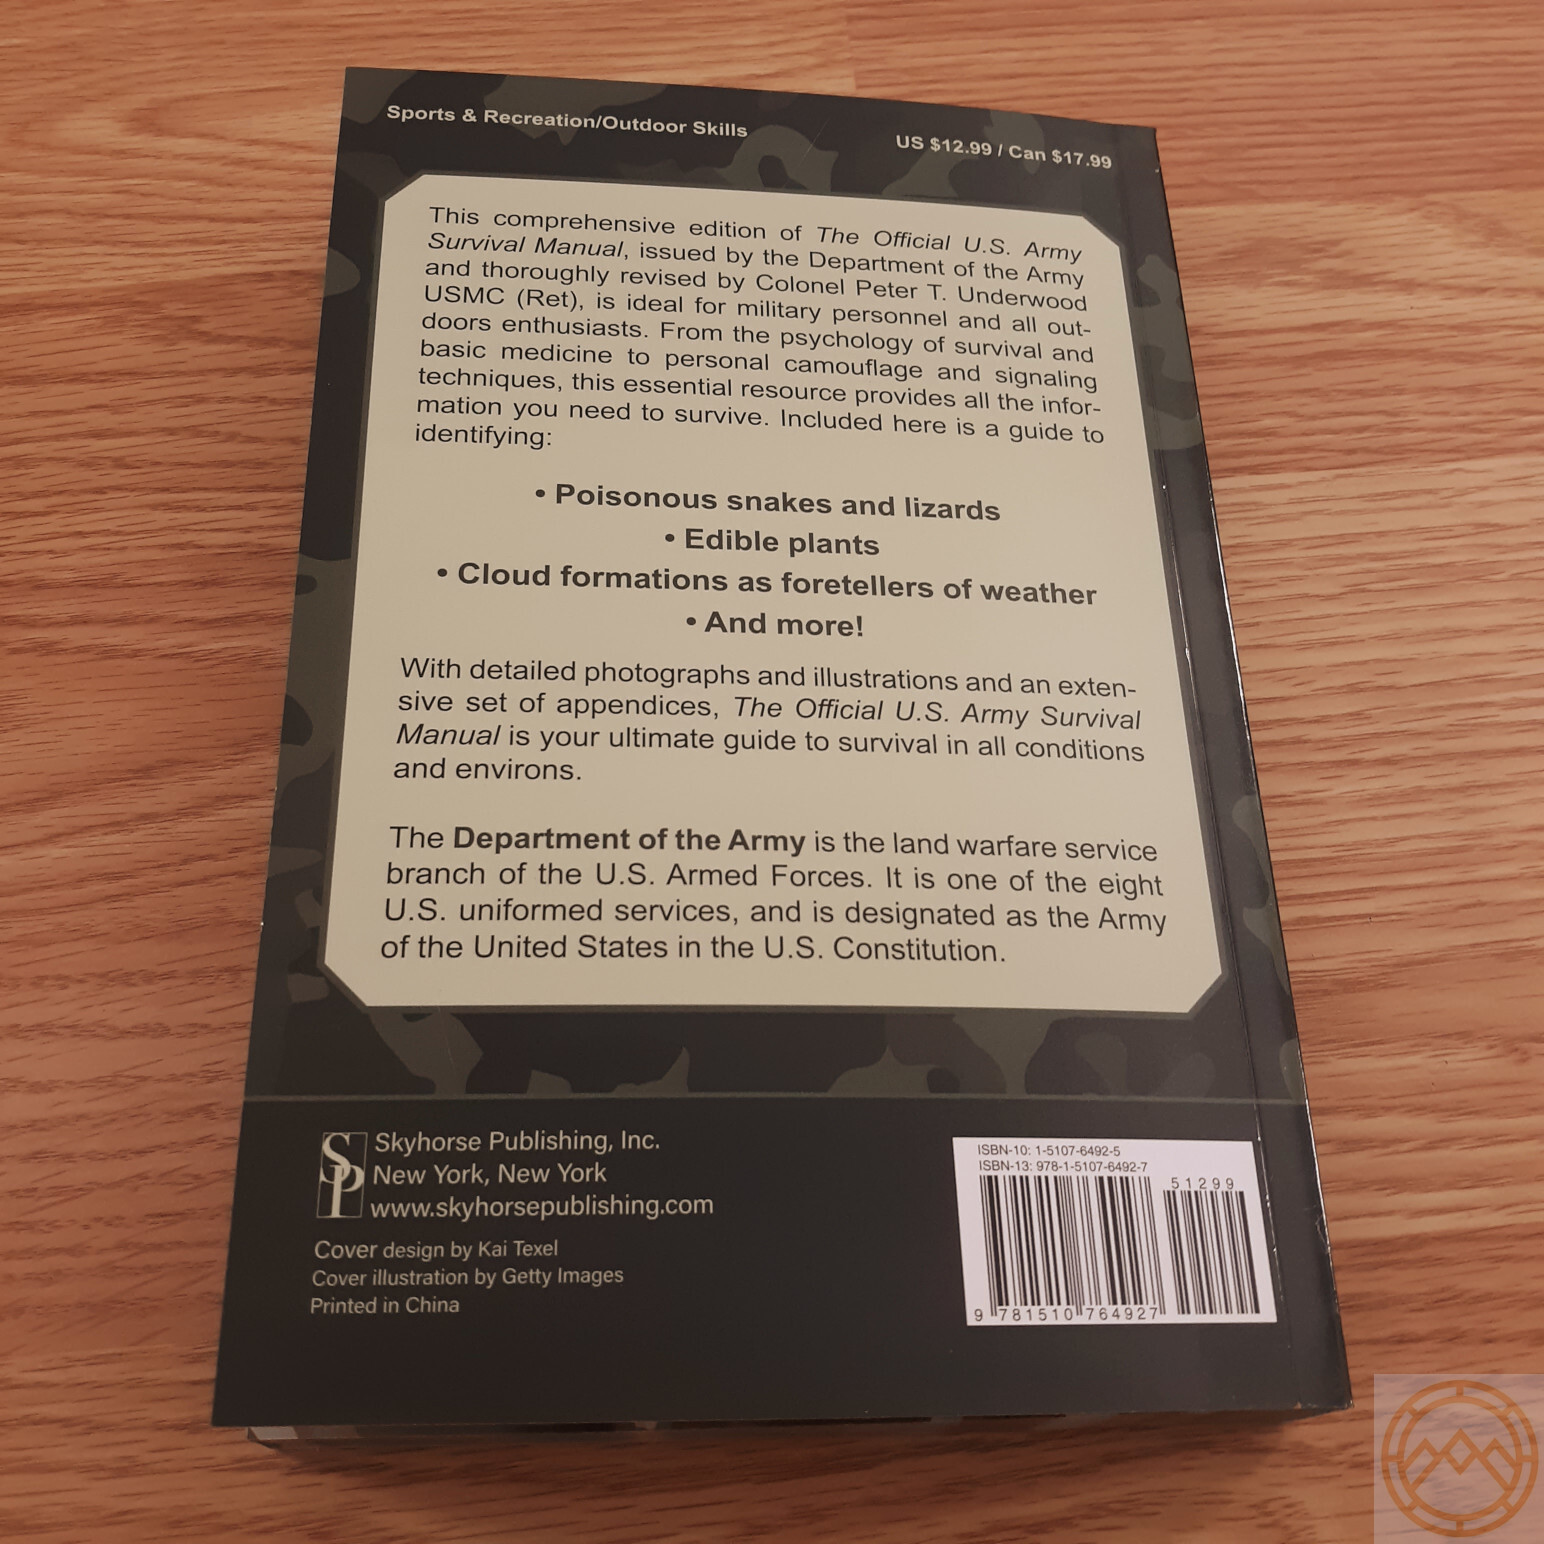 Sports & Recreation/Outdoor Skills
US $12.99 / Can $17.99
This comprehensive edition of The Official U.S. Army
Survival Manual, issued by the Department of the Army
and thoroughly revised by Colonel Peter T. Underwood
USMC (Ret), is ideal for military personnel and all out-
doors enthusiasts. From the psychology of survival and
basic medicine to personal camouflage and signaling
techniques, this essential resource provides all the infor-
mation you need to survive. Included here is a guide to
identifying:
• Poisonous snakes and lizards
• Edible plants
• Cloud formations as foretellers of weather
• And more!
With detailed photographs and illustrations and an exten-
sive set of appendices, The Official U.S. Army Survival
Manual is your ultimate guide to survival in all conditions
and environs.
The Department of the Army is the land warfare service
branch of the U.S. Armed Forces. It is one of the eight
U.S. uniformed services, and is designated as the Army
of the United States in the U.S. Constitution.
SP
Skyhorse Publishing, Inc.
New York, New York
www.skyhorsepublishing.com
Cover design by Kai Texel
Cover illustration by Getty Images
Printed in China
ISBN-10: 1-5107-6492-5
ISBN-13: 978-1-5107-6492-7
51299
9 781510 764927